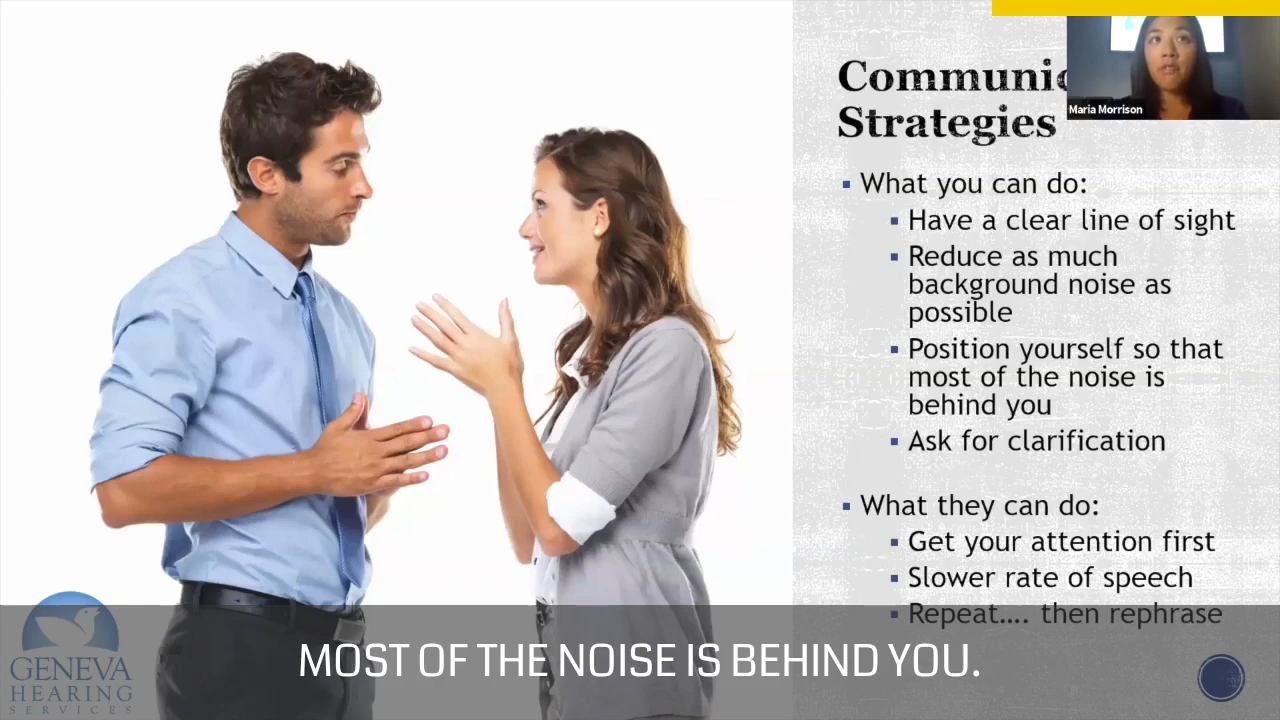 Communic
Strategies
Maria Morrison
▪ What you can do:
▪ Have a clear line of sight
▪ Reduce as much
background noise as
possible
▪ Position yourself so that
most of the noise is
behind you
▪ Ask for clarification
▪ What they can do:
▪ Get your attention first
▪ Slower rate of speech
▪ Repeat.... then rephrase
GENEVA
HEARING
SERVICES
MOST OF THE NOISE IS BEHIND YOU.